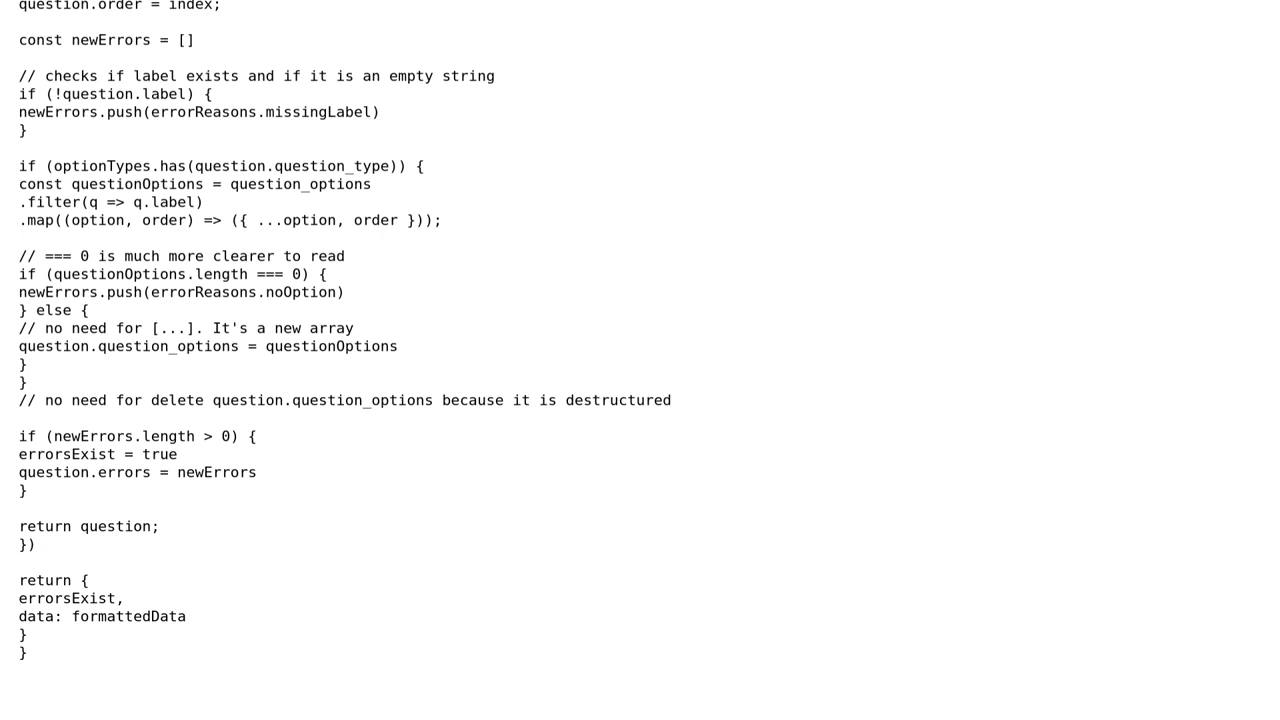 question.order = index;
const newErrors = []
// checks if label exists and if it is an empty string
if (!question.label) {
newErrors.push(errorReasons.missingLabel)
}
if (optionTypes.has(question.question_type)) {
const questionOptions = question_options
.filter(q => q.label)
.map((option, order) => ({ ...option, order }));
// === 0 is much more clearer to read
if (questionOptions.length === 0) {
newErrors.push(errorReasons.noOption)
} else {
// no need for [...]. It's a new array
question.question_options = questionOptions
}
}
// no need for delete question.question_options because it is destructured
if (newErrors.length > 0) {
errorsExist = true
question.errors = newErrors
}
return question;
})
return {
errorsExist,
data: formattedData
}
}